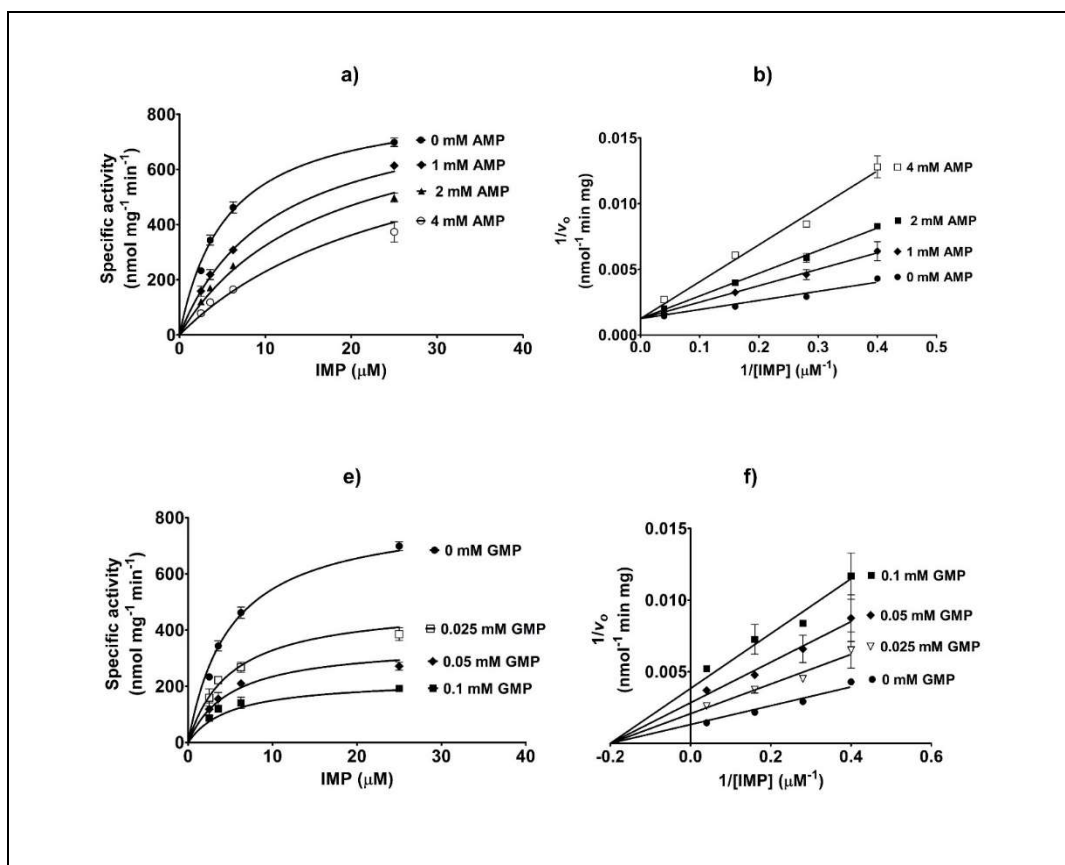 a)
Specific activity
(nmol mg⁻¹ min⁻¹)
800
600
400
200
0
0 10 20 30 40
IMP (μM)
0 mM AMP
1 mM AMP
2 mM AMP
4 mM AMP
b)
1/vₒ
(nmol⁻¹ min mg)
0.015
0.010
0.005
0.000
0.0 0.1 0.2 0.3 0.4 0.5
1/[IMP] (μM⁻¹)
4 mM AMP
2 mM AMP
1 mM AMP
0 mM AMP
e)
Specific activity
(nmol mg⁻¹ min⁻¹)
800
600
400
200
0
0 10 20 30 40
IMP (μM)
0 mM GMP
0.025 mM GMP
0.05 mM GMP
0.1 mM GMP
f)
1/vₒ
(nmol⁻¹ min mg)
0.015
0.010
0.005
-0.2 0.0 0.2 0.4 0.6
1/[IMP] (μM⁻¹)
0.1 mM GMP
0.05 mM GMP
0.025 mM GMP
0 mM GMP